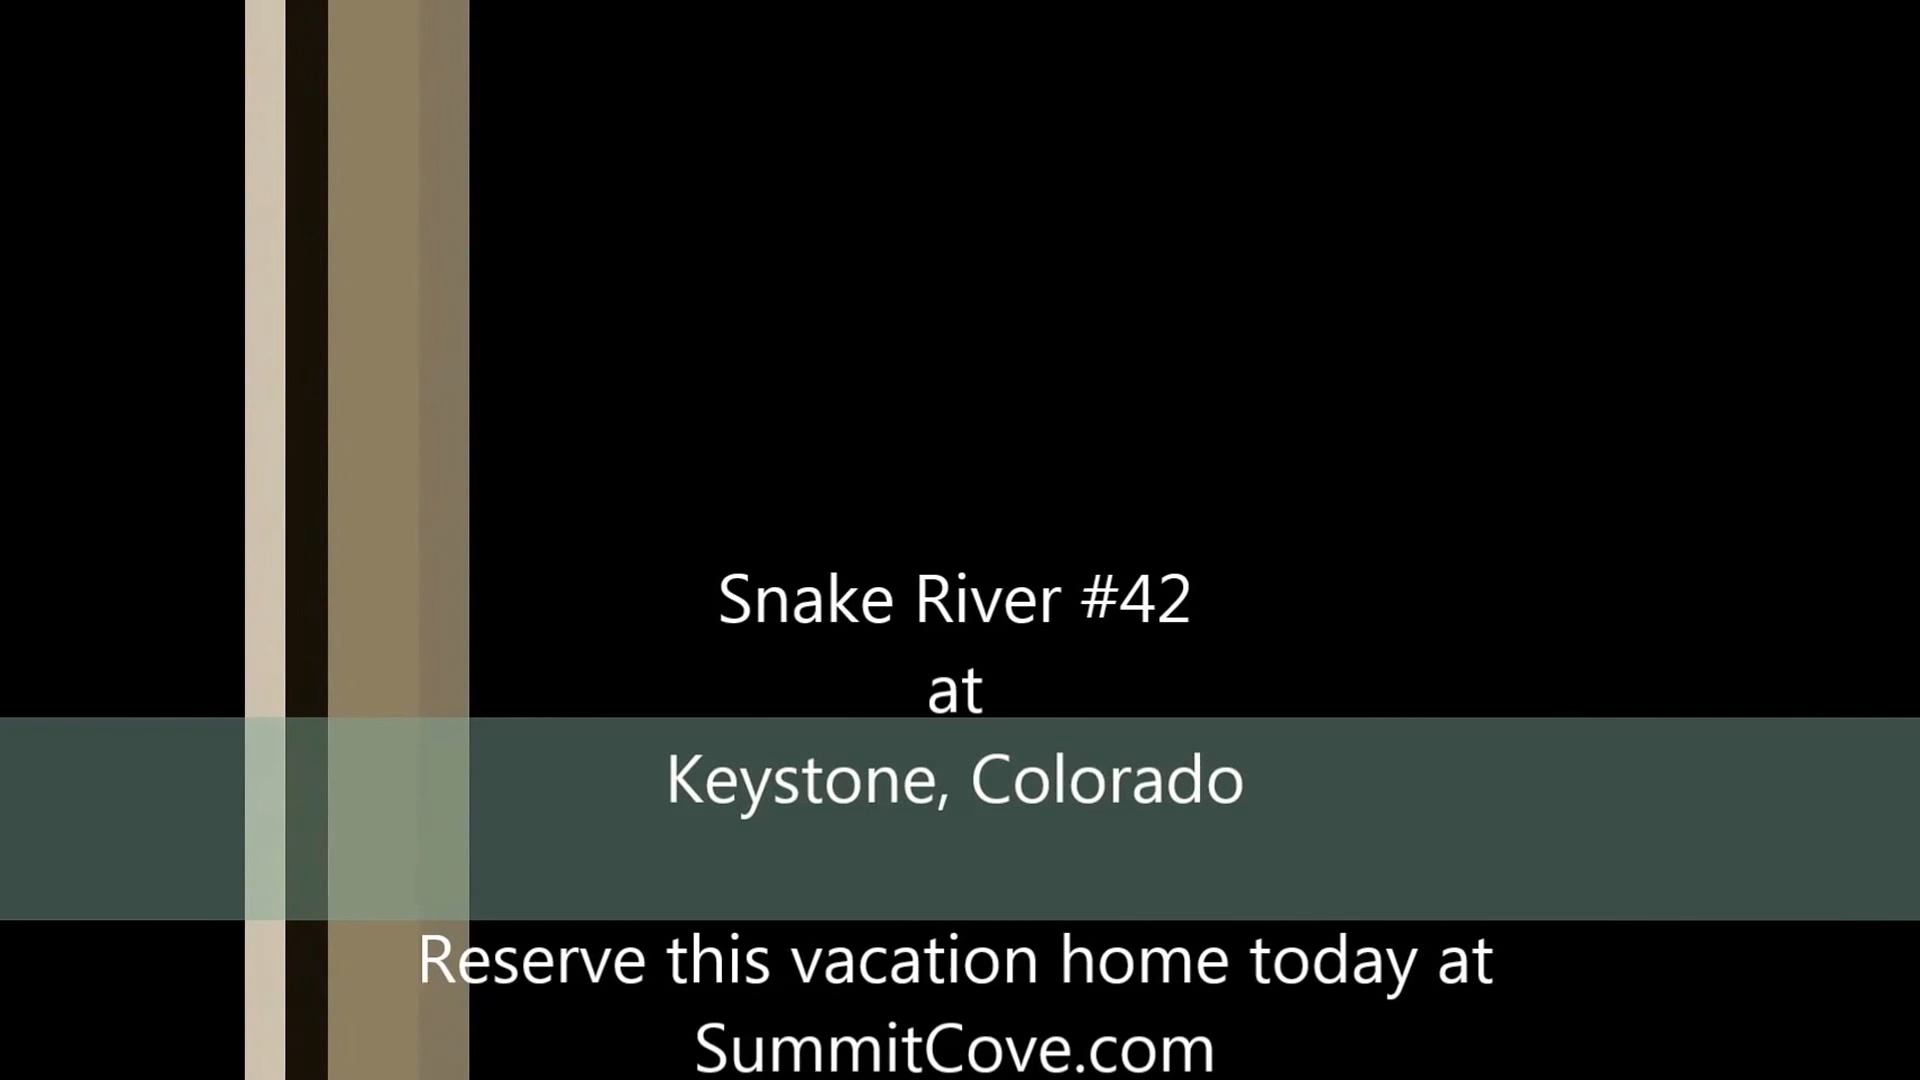 Snake River #42
at
Keystone, Colorado
Reserve this vacation home today at
SummitCove.com